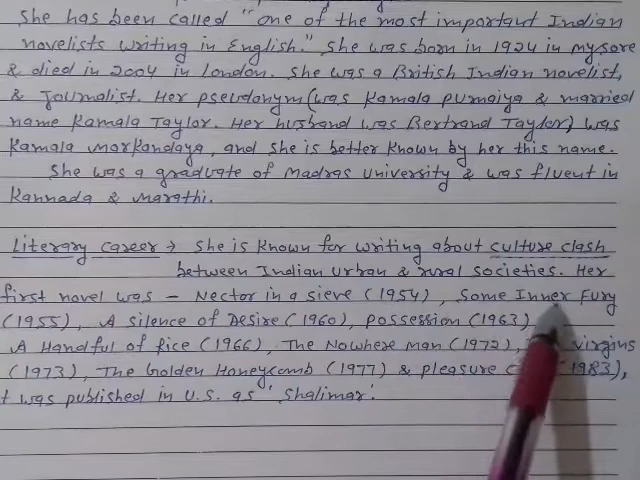 She has been called "one of the most important Indian
novelists writing in English." She was born in 1924 in mysore
& died in 2004 in London. She was a British Indian novelist,
& Journalist. Her pseudonym (was Kamala Purnaiya & married
name Kamala Taylor. Her husband was Bertrand Taylor) was
Kamala Markandaya, and she is better known by her this name.
She was a graduate of Madras University & was fluent in
Kannada & Marathi.
Literary career → She is known for writing about culture clash
between Indian Urban & rural societies. Her
first novel was - Nector in a sieve (1954), Some Inner Fury
(1955), A Silence of Desire (1960), Possession (1963)
A Handful of Rice (1966), The Nowhere Man (1972), virgins
(1973), The Golden Honeycomb (1977) & pleasure 1983),
t was published in U.S. as 'Shalimar'.